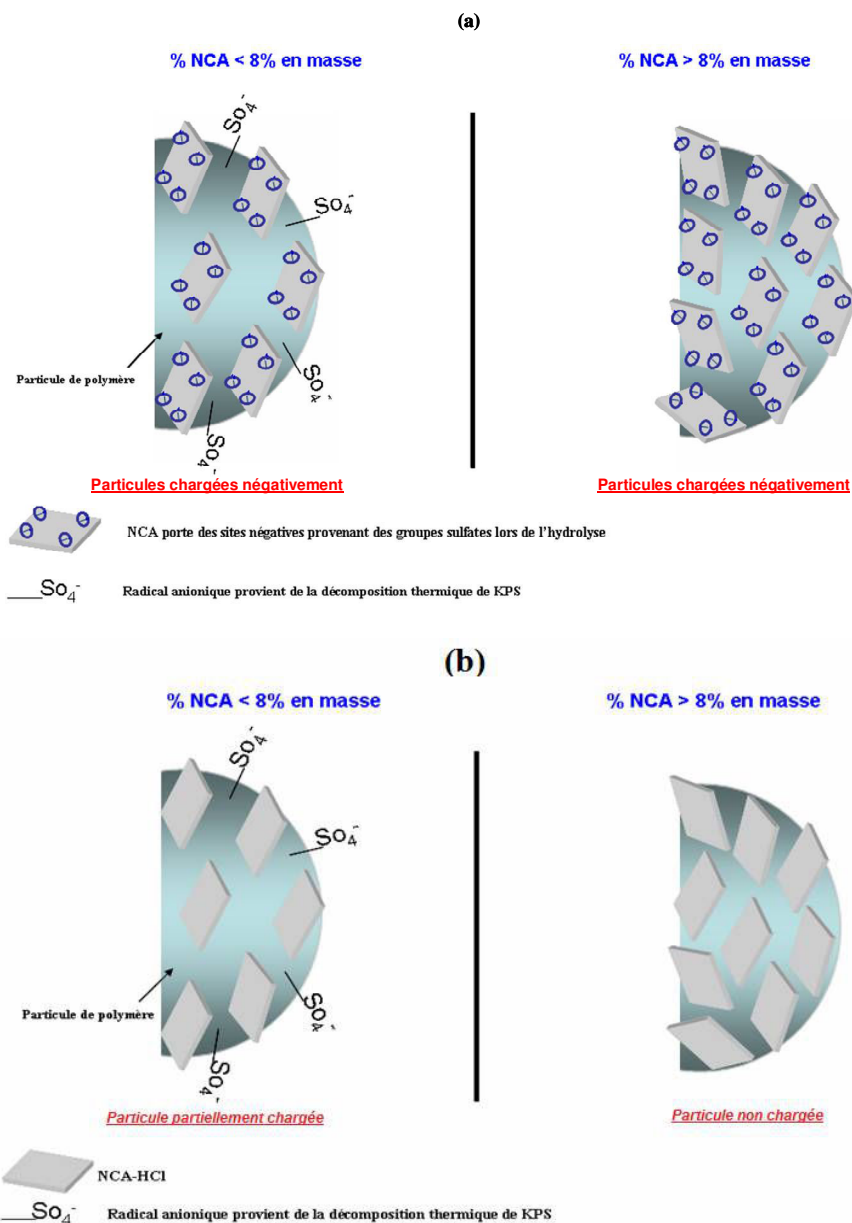 (a)
% NCA < 8% en masse
% NCA > 8% en masse
So4-
So4-
So4-
So4-
Particule de polymère
Particules chargées négativement
Particules chargées négativement
NCA porte des sites négatives provenant des groupes sulfates lors de l'hydrolyse
So4-
Radical anionique provient de la décomposition thermique de KPS
(b)
% NCA < 8% en masse
% NCA > 8% en masse
So4-
So4-
So4-
So4-
Particule de polymère
Particule partiellement chargée
Particule non chargée
NCA-HCl
So4-
Radical anionique provient de la décomposition thermique de KPS